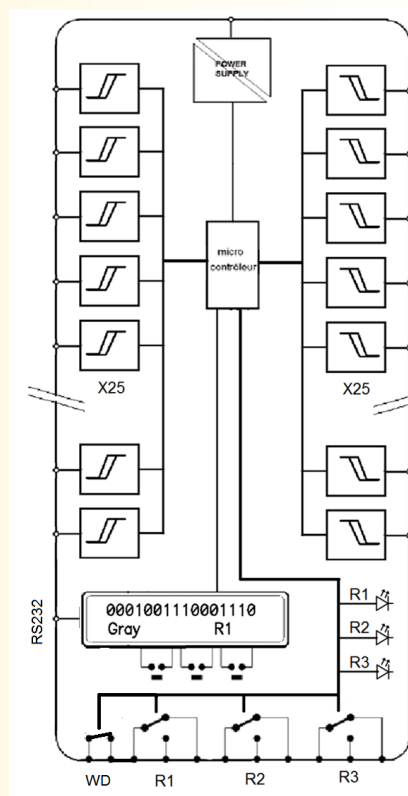 POWER
SUPPLY
micro
contrôleur
X25
X25
RS232
0001001110001110
Gray R1
R1
R2
R3
WD R1 R2 R3